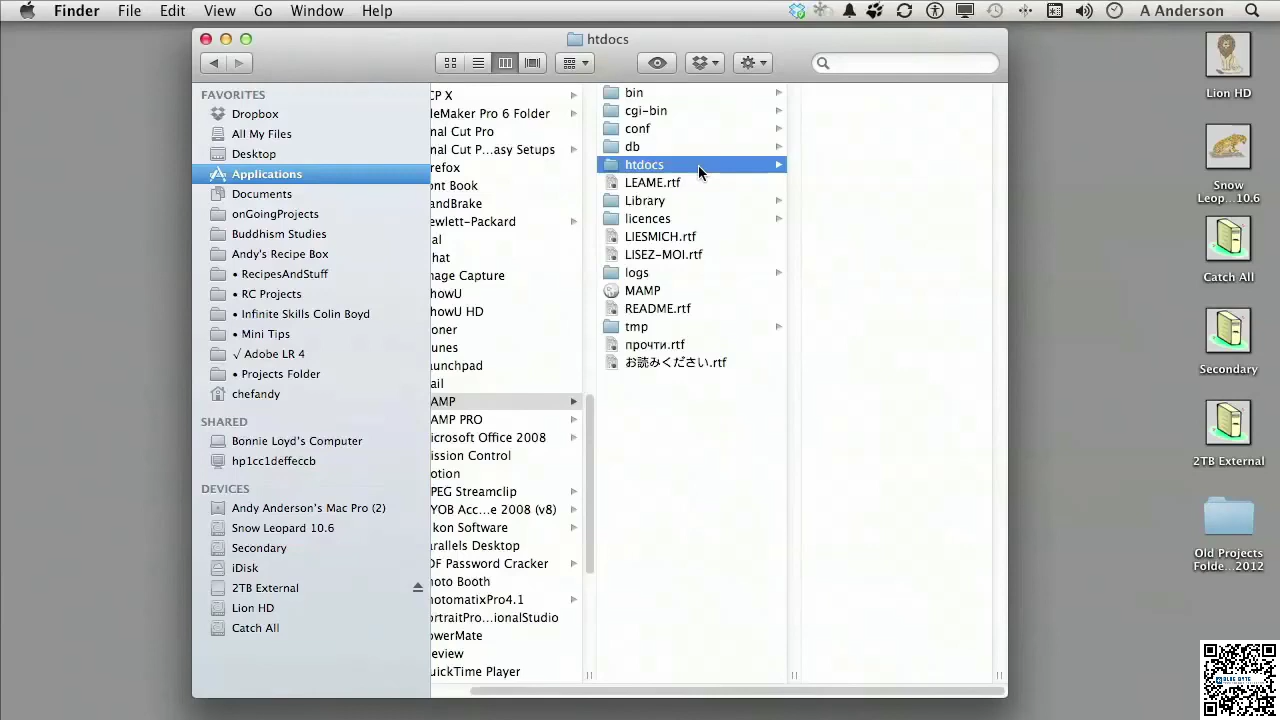 Finder File Edit View Go Window Help A Anderson
htdocs
FAVORITES
Dropbox
All My Files
Desktop
Applications
Documents
onGoingProjects
Buddhism Studies
Andy's Recipe Box
• RecipesAndStuff
• RC Projects
• Infinite Skills Colin Boyd
• Mini Tips
√ Adobe LR 4
• Projects Folder
chefandy
SHARED
Bonnie Loyd's Computer
hp1cc1deffeccb
DEVICES
Andy Anderson's Mac Pro (2)
Snow Leopard 10.6
Secondary
iDisk
2TB External
Lion HD
Catch All
CP X
leMaker Pro 6 Folder
nal Cut Pro
nal Cut P...asy Setups
refox
ont Book
andBrake
ewlett-Packard
al
hat
nage Capture
howU
howU HD
oner
unes
aunchpad
ail
AMP
AMP PRO
icrosoft Office 2008
ission Control
otion
PEG Streamclip
YOB Acc...e 2008 (v8)
kon Software
arallels Desktop
DF Password Cracker
hoto Booth
hotomatixPro4.1
ortraitPro...ionalStudio
owerMate
review
uickTime Player
bin
cgi-bin
conf
db
htdocs
LEAME.rtf
Library
licences
LIESMICH.rtf
LISEZ-MOI.rtf
logs
MAMP
README.rtf
tmp
прочти.rtf
お読みください.rtf
Lion HD
Snow
Leop...10.6
Catch All
Secondary
2TB External
Old Projects
Folde...2012